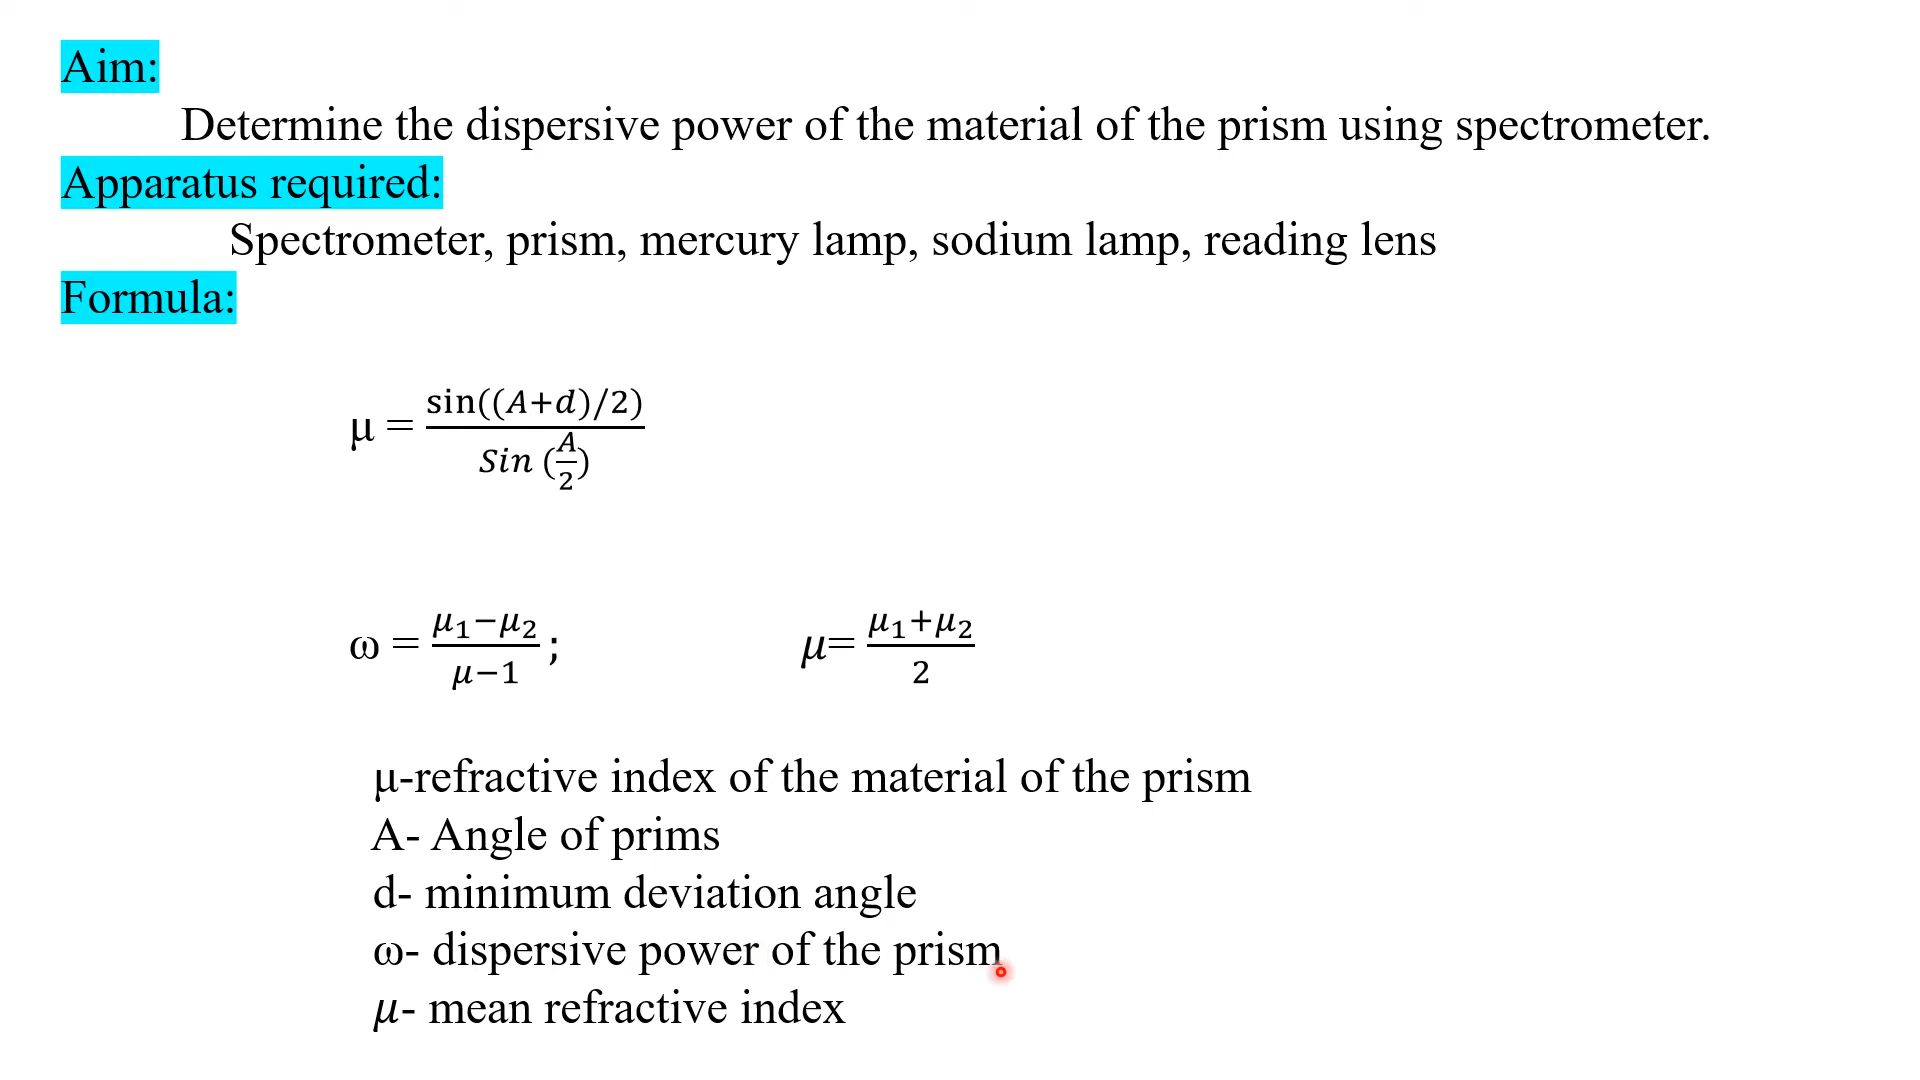 Aim:
Determine the dispersive power of the material of the prism using spectrometer.
Apparatus required:
Spectrometer, prism, mercury lamp, sodium lamp, reading lens
Formula:
μ = sin((A+d)/2) / Sin (A/2)
ω = μ₁−μ₂ / μ−1 ; μ= μ₁+μ₂ / 2
μ-refractive index of the material of the prism
A- Angle of prims
d- minimum deviation angle
ω- dispersive power of the prism
μ- mean refractive index